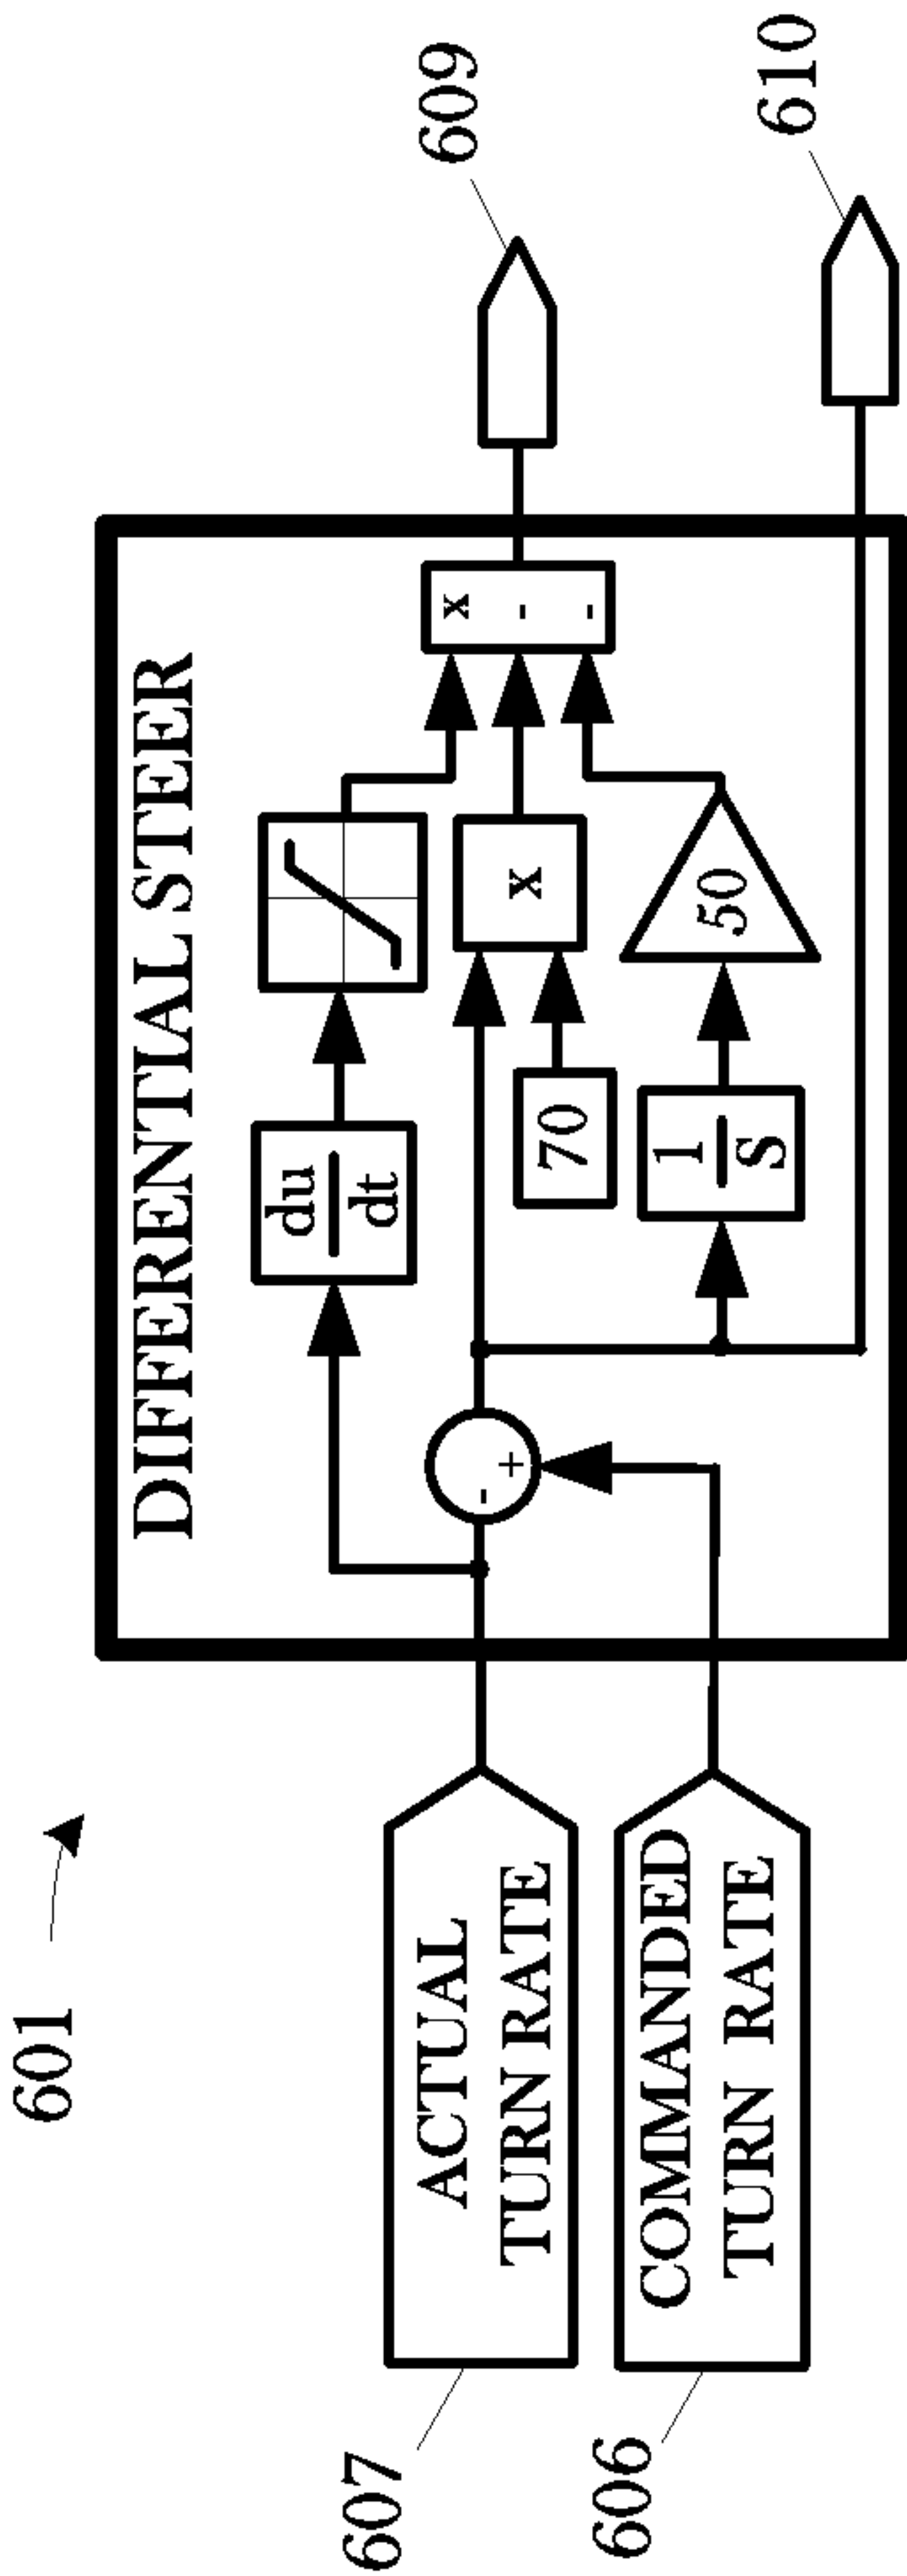 601
DIFFERENTIAL STEER
607
ACTUAL
TURN RATE
606
COMMANDED
TURN RATE
-
+
du
dt
70
x
1
S
50
x
-
-
609
610